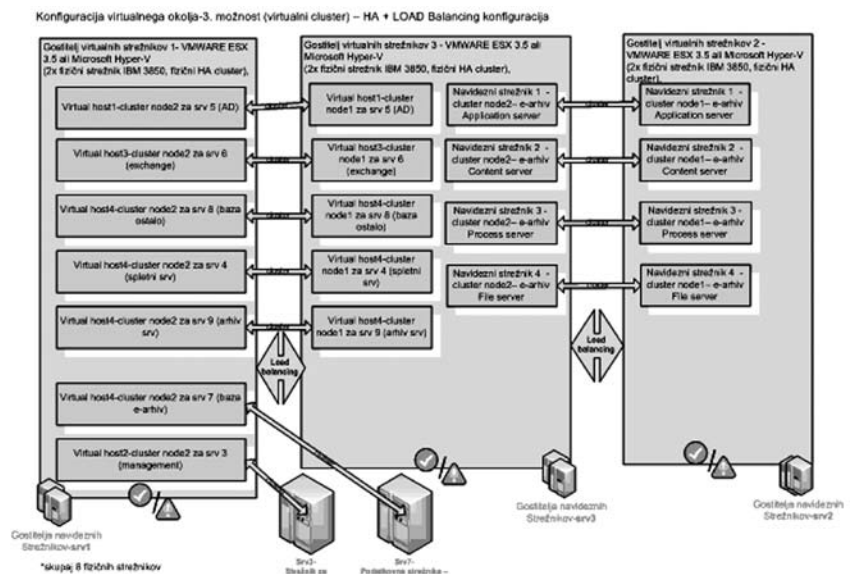 Konfiguracija virtualnega okolja-3. možnost (virtualni cluster) – HA + LOAD Balancing konfiguracija
Gostitelj virtualnih strežnikov 1- VMWARE ESX
3.5 ali Microsoft Hyper-V
(2x fizični strežnik IBM 3850, fizični HA cluster),
Virtual host1-cluster node2 za srv 5 (AD)
Virtual host3-cluster node2 za srv 6
(exchange)
Virtual host4-cluster node2 za srv 8 (baza
ostalo)
Virtual host4-cluster node2 za srv 4
(spletni srv)
Virtual host4-cluster node2 za srv 9 (arhiv
srv)
Virtual host4-cluster node2 za srv 7 (baza
e-arhiv)
Virtual host2-cluster node2 za srv 3
(management)
Gostitelj virtualnih strežnikov 3 - VMWARE ESX 3.5 ali
Microsoft Hyper-V
(2x fizični strežnik IBM 3850, fizični HA cluster),
Virtual host1-cluster
node1 za srv 5 (AD)
Virtual host3-cluster
node1 za srv 6
(exchange)
Virtual host4-cluster
node1 za srv 8 (baza
ostalo)
Virtual host4-cluster
node1 za srv 4 (spletni
srv)
Virtual host4-cluster
node1 za srv 9 (arhiv srv)
Navidezni strežnik 1 -
cluster node2– e-arhiv
Application server
Navidezni strežnik 2 -
cluster node2– e-arhiv
Content server
Navidezni strežnik 3 -
cluster node2– e-arhiv
Process server
Navidezni strežnik 4 -
cluster node2– e-arhiv
File server
Gostitelj virtualnih strežnikov 2 -
VMWARE ESX 3.5 ali Microsoft Hyper-V
(2x fizični strežnik IBM 3850, fizični HA
cluster),
Navidezni strežnik 1 -
cluster node1– e-arhiv
Application server
Navidezni strežnik 2 -
cluster node1– e-arhiv
Content server
Navidezni strežnik 3 -
cluster node1– e-arhiv
Process server
Navidezni strežnik 4 -
cluster node1– e-arhiv
File server
cluster
cluster
cluster
cluster
cluster
cluster
cluster
cluster
cluster
Load
balancing
Load
balancing
Gostitelja navideznih
Strežnikov-srv1
Gostitelja navideznih
Strežnikov-srv3
Gostitelja navideznih
Strežnikov-srv2
Srv3-
Strežnik za
Srv7-
Podatkovna strežnika –
*skupaj 8 fizičnih strežnikov